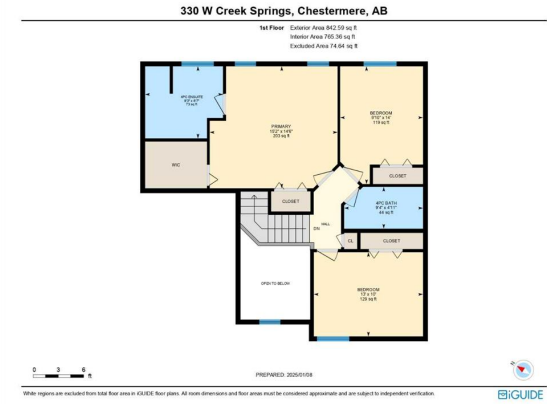 330 W Creek Springs, Chestermere, AB
1st Floor Exterior Area 842.59 sq ft
Interior Area 765.36 sq ft
Excluded Area 74.64 sq ft
4PC ENSUITE
73 sq ft
PRIMARY
15'2" x 14'8"
203 sq ft
BEDROOM
9'10" x 14'
119 sq ft
WIC
CLOSET
CLOSET
4PC BATH
9'4" x 4'11"
44 sq ft
HALL
DN
CL
CLOSET
OPEN TO BELOW
BEDROOM
13' x 10'
128 sq ft
0 3 6
ft
PREPARED: 2025/01/08
N
White regions are excluded from total floor area in iGUIDE floor plans. All room dimensions and floor areas must be considered approximate and are subject to independent verification.
iGUIDE